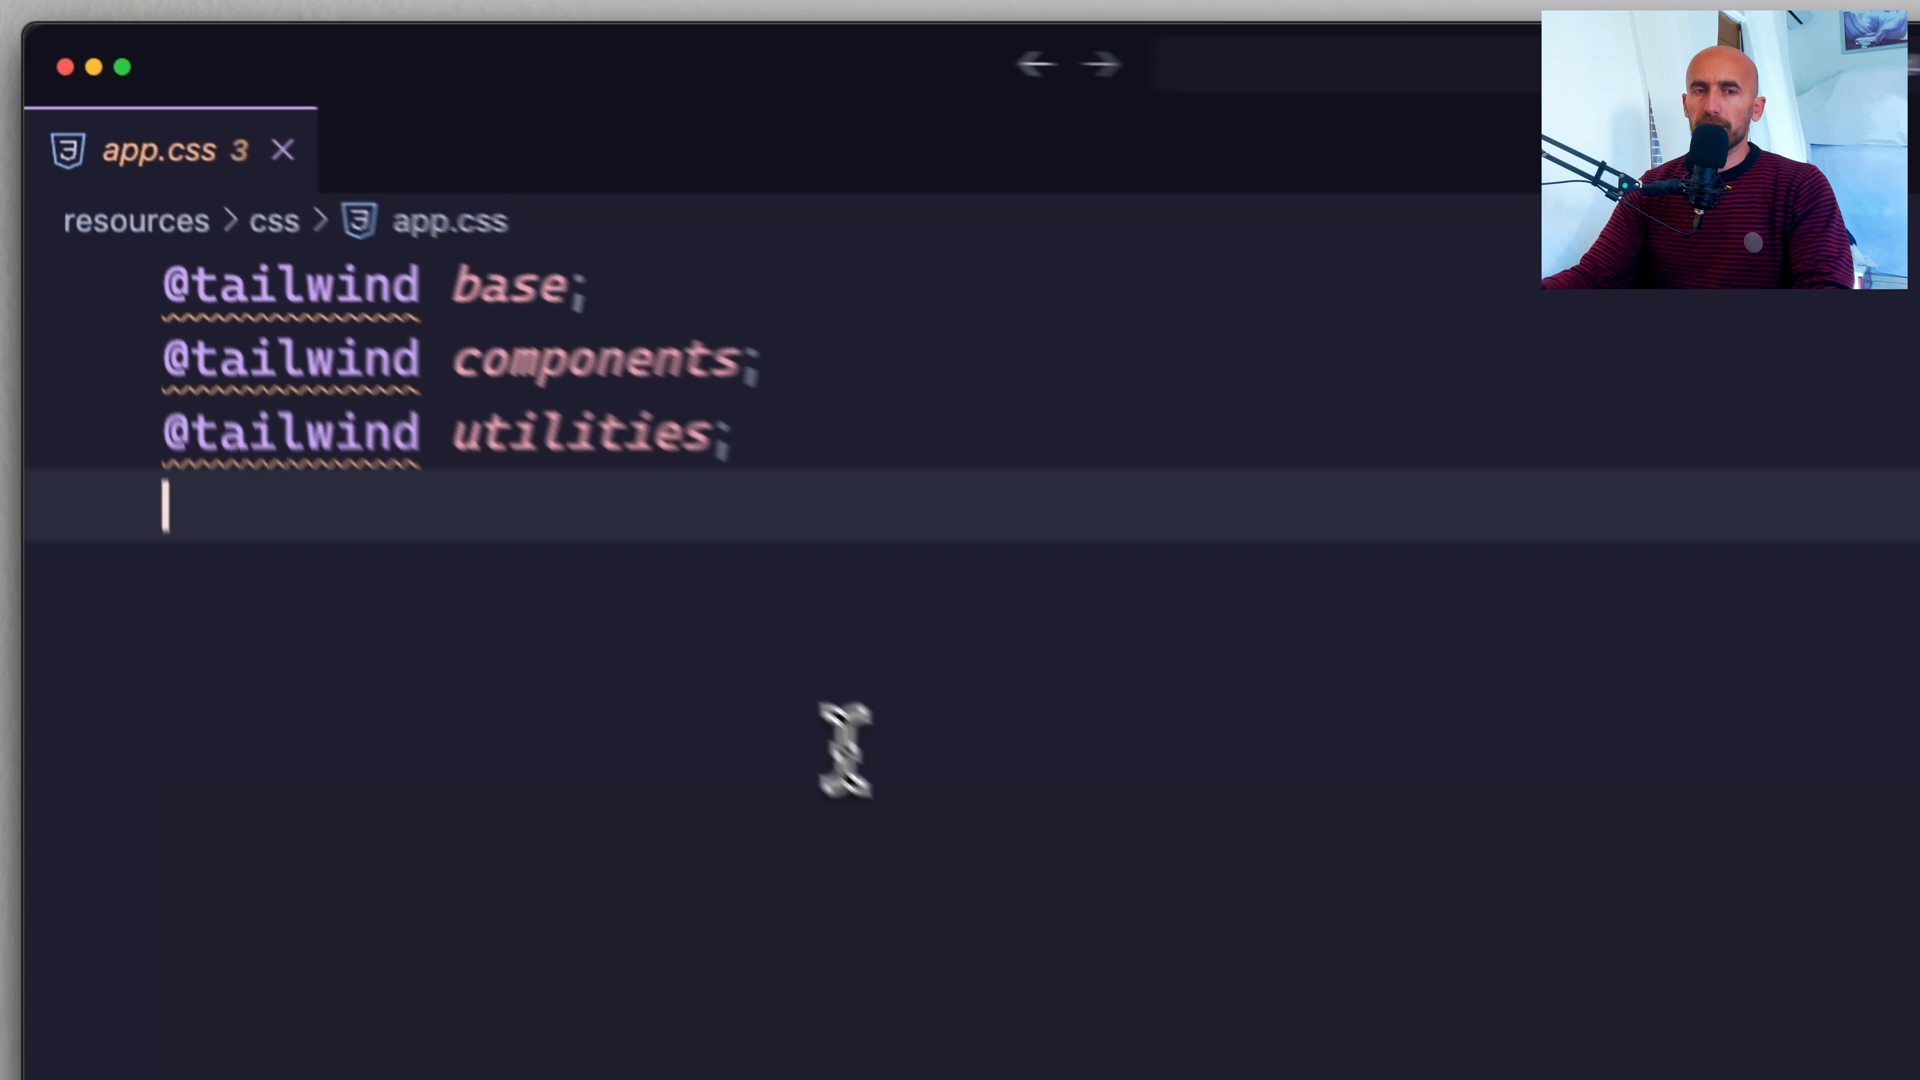 app.css 3
resources > css > app.css
@tailwind base;
@tailwind components;
@tailwind utilities;